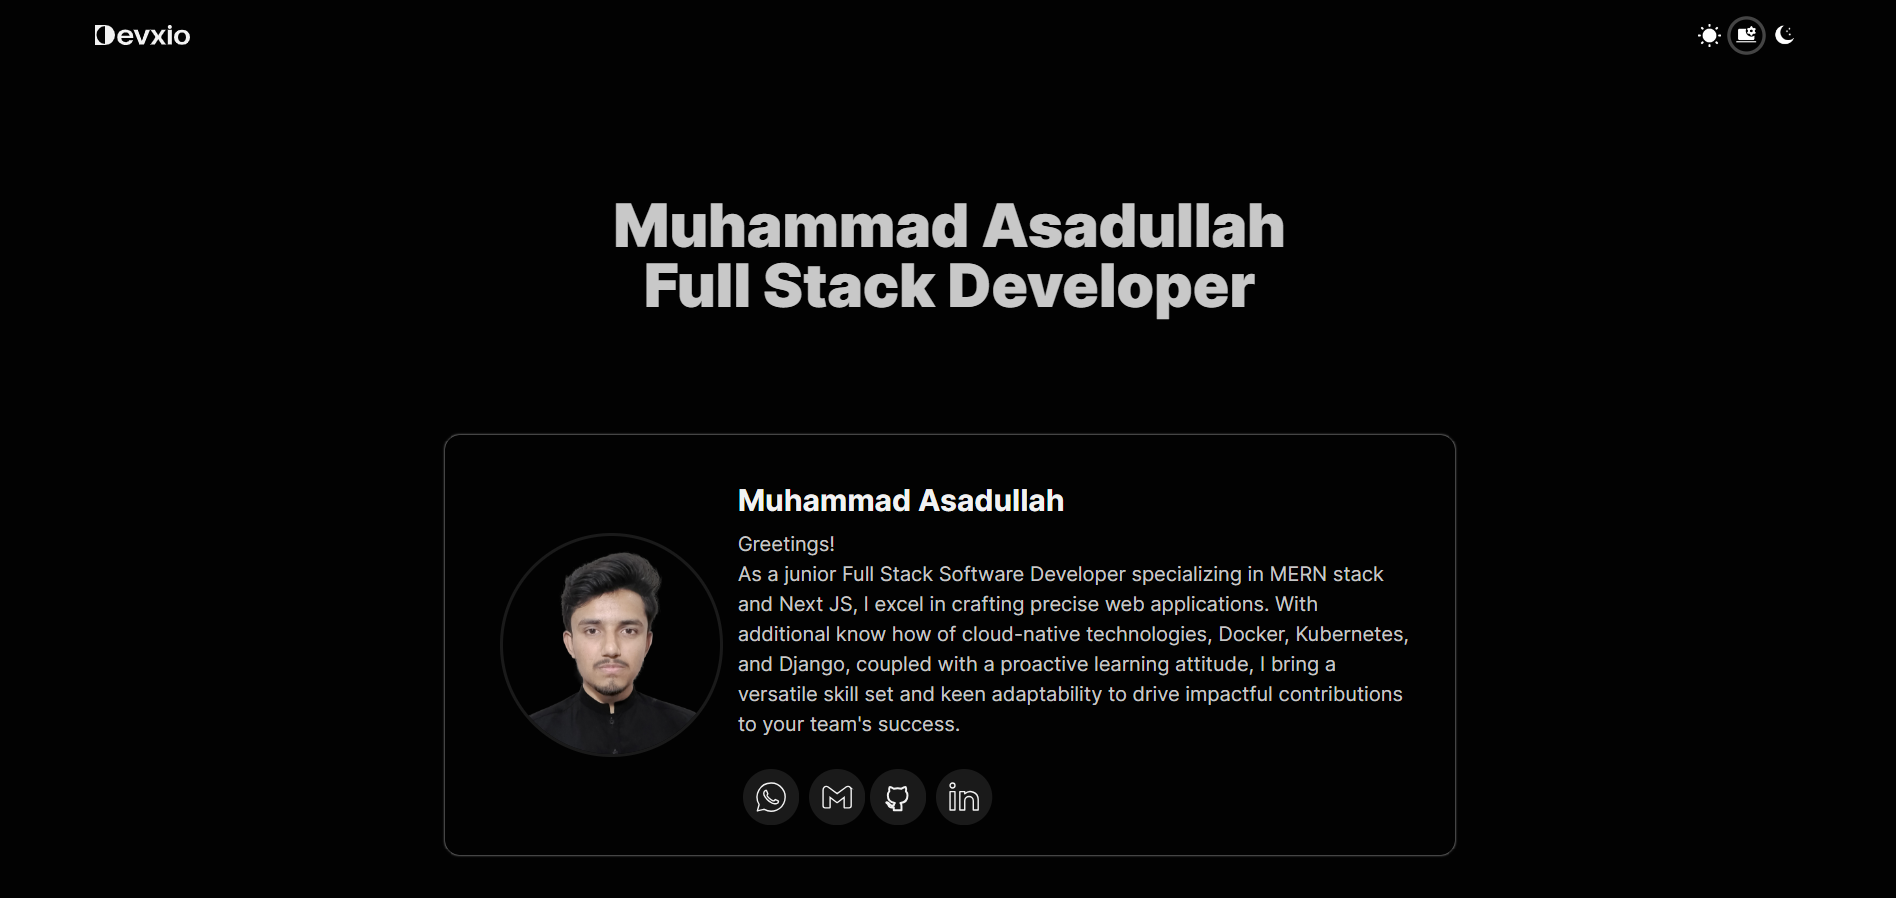 Devxio
Muhammad Asadullah
Full Stack Developer
Muhammad Asadullah
Greetings!
As a junior Full Stack Software Developer specializing in MERN stack
and Next JS, I excel in crafting precise web applications. With
additional know how of cloud-native technologies, Docker, Kubernetes,
and Django, coupled with a proactive learning attitude, I bring a
versatile skill set and keen adaptability to drive impactful contributions
to your team's success.
in